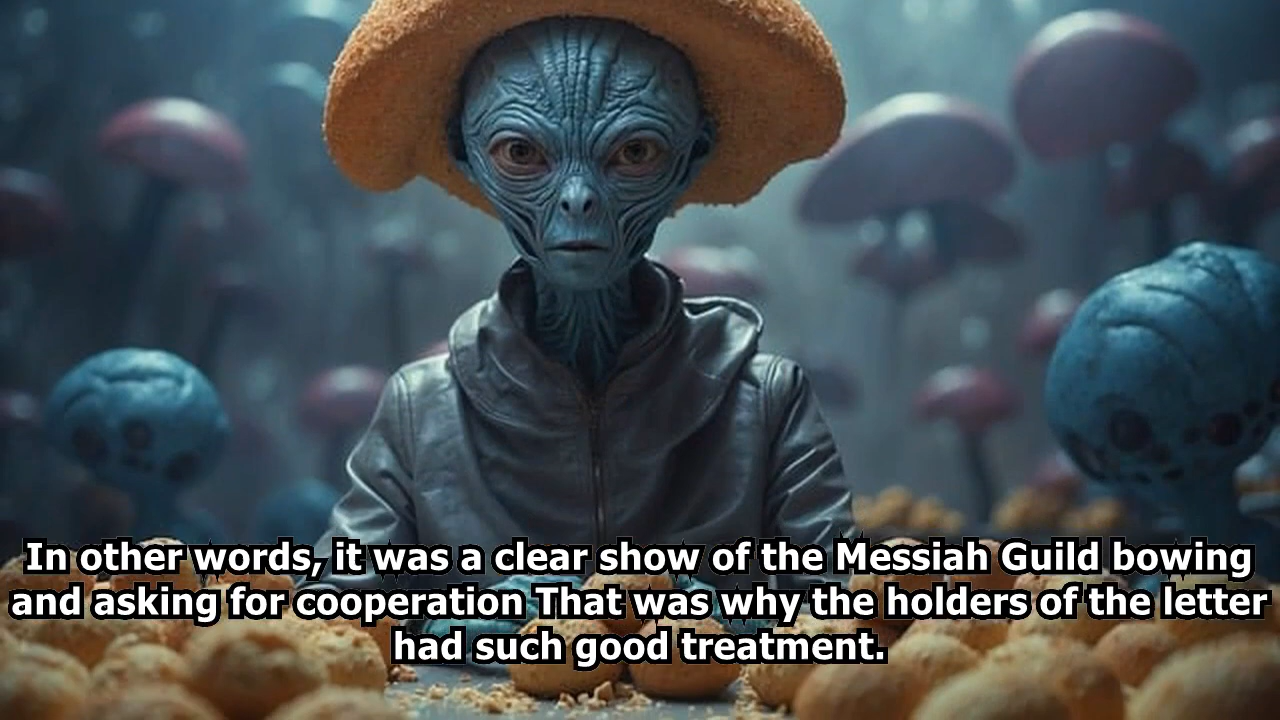 In other words, it was a clear show of the Messiah Guild bowing
and asking for cooperation That was why the holders of the letter
had such good treatment.